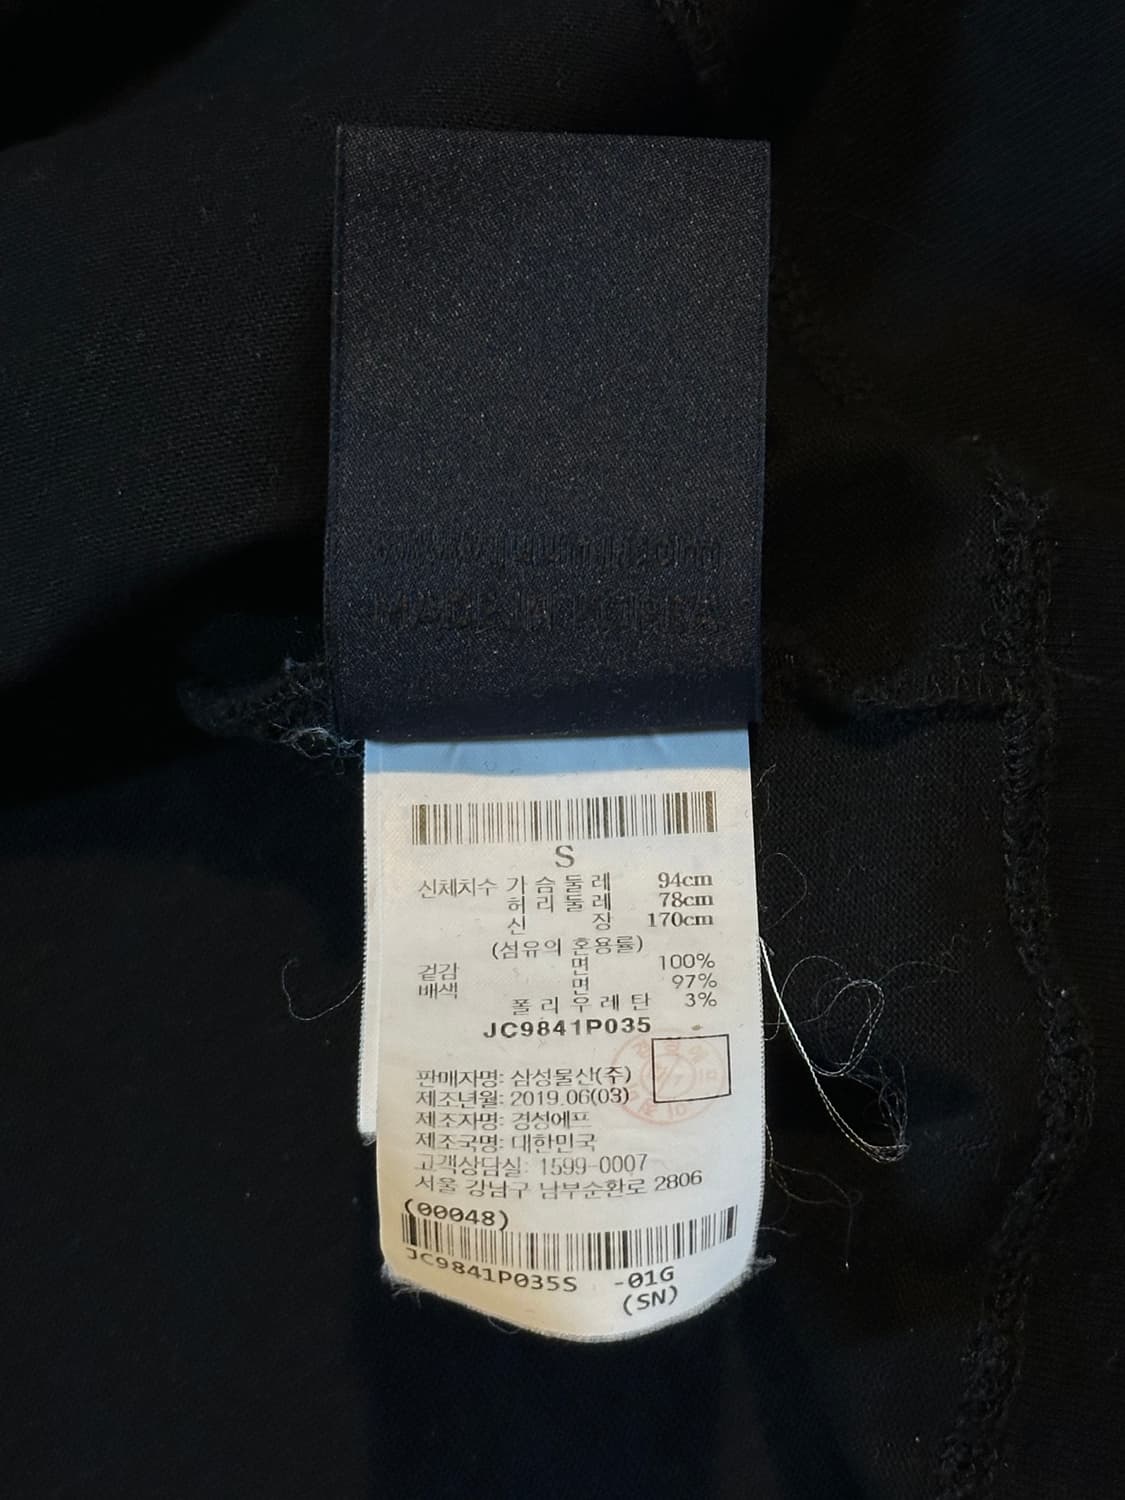 MADE IN KOREA
S
신체치수 가슴둘레 94cm
허리둘레 78cm
신 장 170cm
(섬유의 혼용률)
겉감 면 100%
배색 면 97%
폴리우레탄 3%
JC9841P035
판매자명: 삼성물산(주)
제조년월: 2019.06(03)
제조자명: 경성에프
제조국명: 대한민국
고객상담실: 1599-0007
서울 강남구 남부순환로 2806
(00048)
JC9841P035S -01G
(SN)